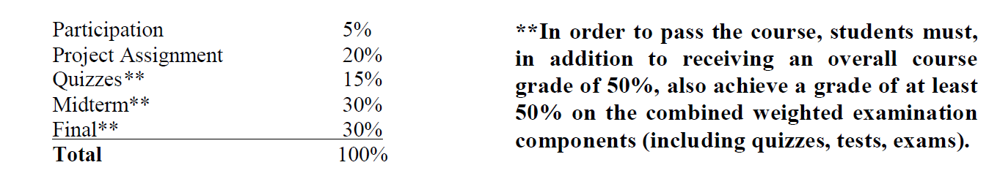 Participation 5%
Project Assignment 20%
Quizzes** 15%
Midterm** 30%
Final** 30%
Total 100%
**In order to pass the course, students must,
in addition to receiving an overall course
grade of 50%, also achieve a grade of at least
50% on the combined weighted examination
components (including quizzes, tests, exams).